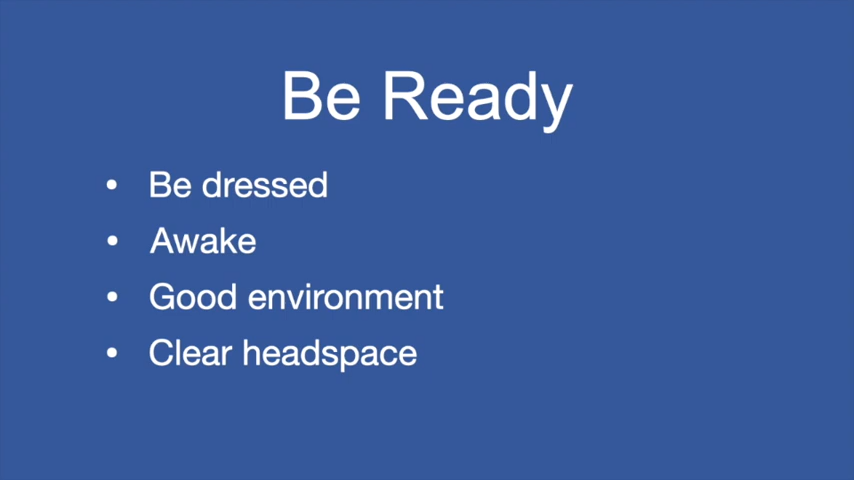 Be Ready
• Be dressed
• Awake
• Good environment
• Clear headspace